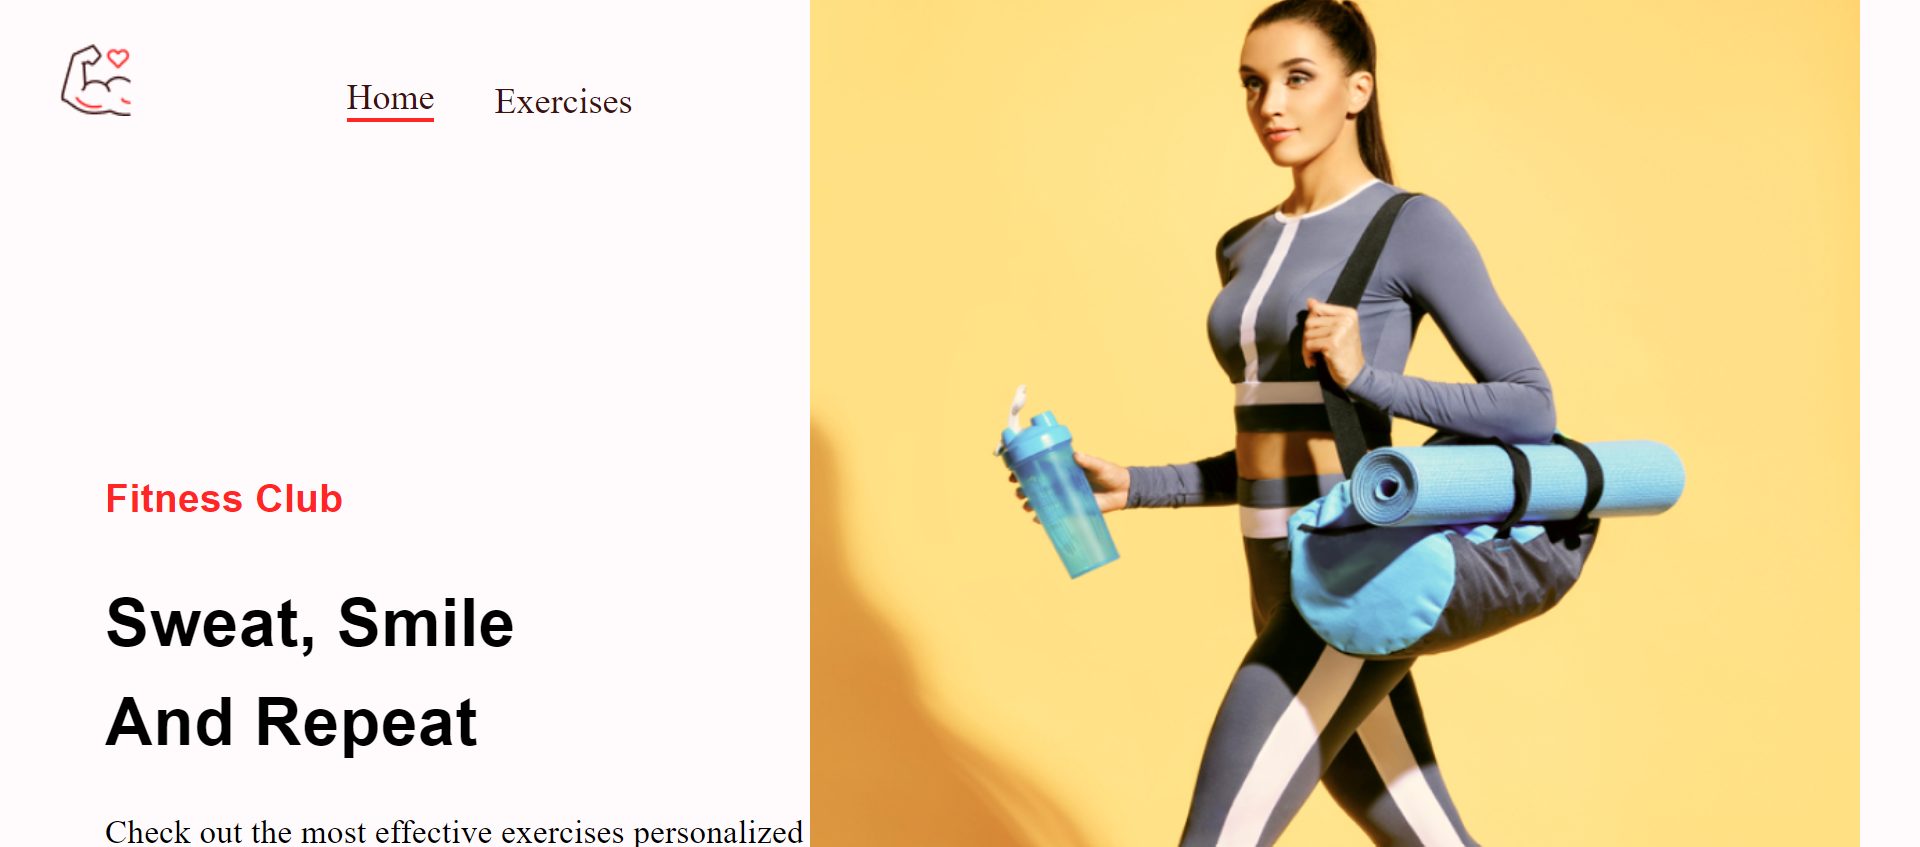 Home Exercises
Fitness Club
Sweat, Smile
And Repeat
Check out the most effective exercises personalized